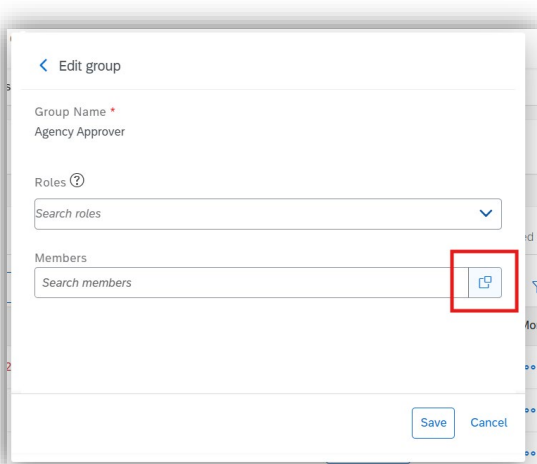 Edit group
Group Name *
Agency Approver
Roles ?
Search roles
Members
Search members
Save
Cancel